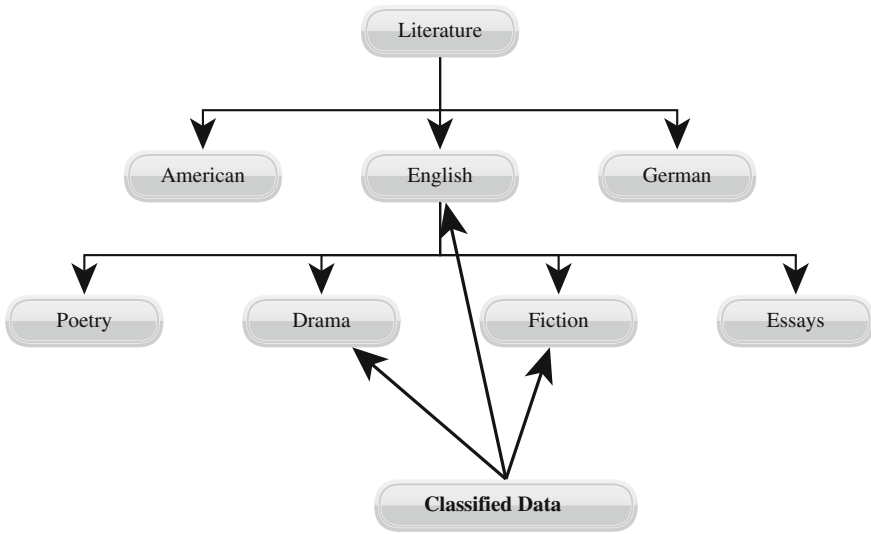 Literature
American
English
German
Poetry
Drama
Fiction
Essays
Classified Data